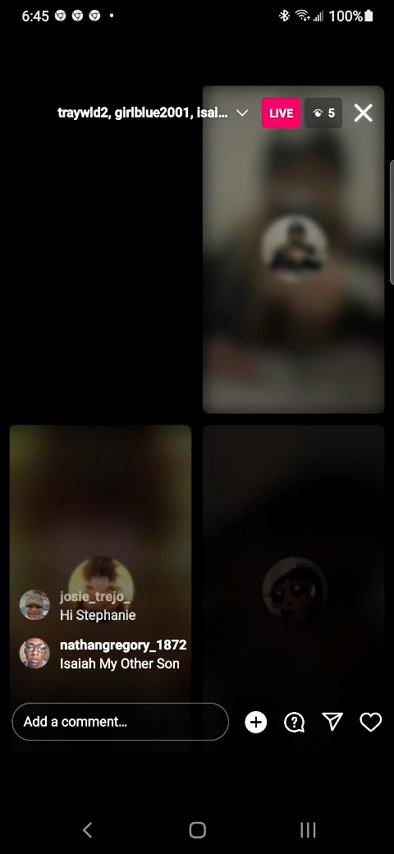 6:45
100%
traywld2, girlblue2001, isai...
LIVE
5
josie_trejo_
Hi Stephanie
nathangregory_1872
Isaiah My Other Son
Add a comment...